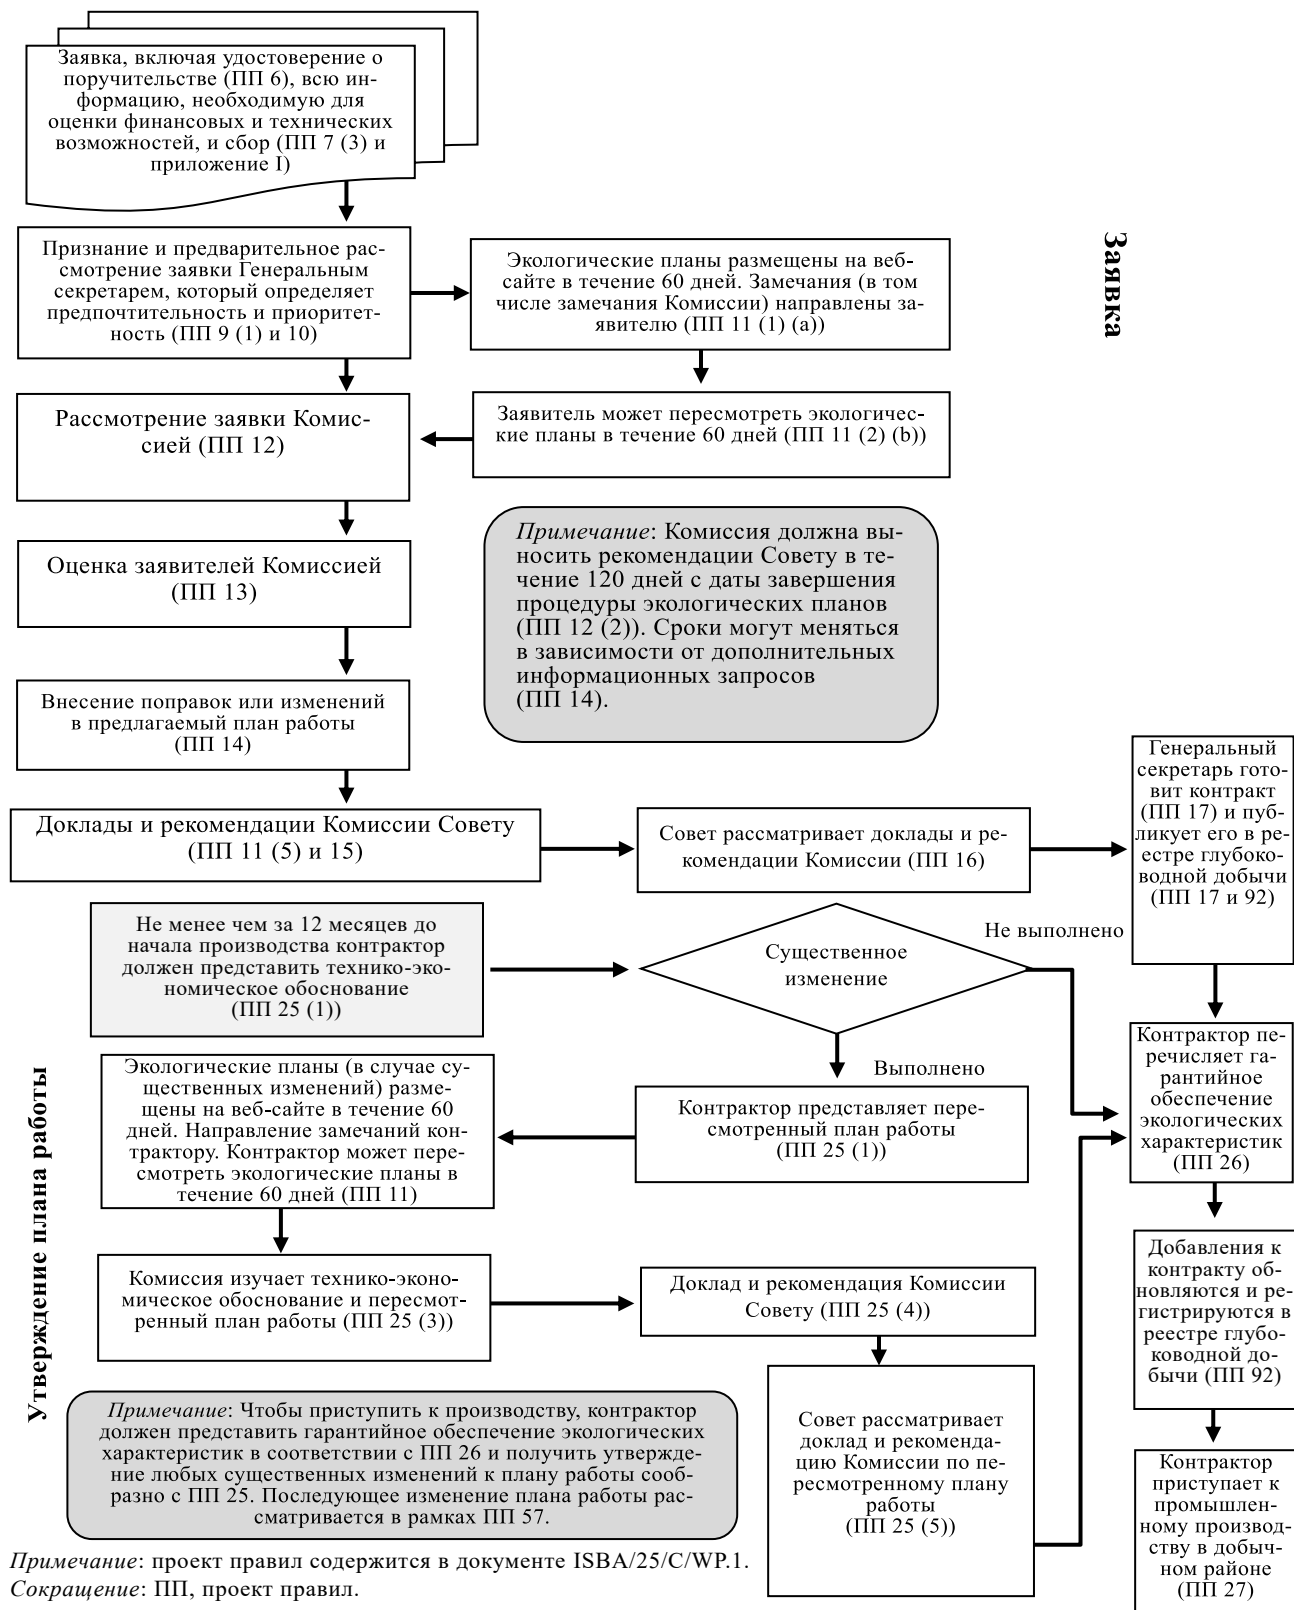 Заявка, включая удостоверение о
поручительстве (ПП 6), всю ин-
формацию, необходимую для
оценки финансовых и технических
возможностей, и сбор (ПП 7 (3) и
приложение I)
Заявка
Признание и предварительное рас-
смотрение заявки Генеральным
секретарем, который определяет
предпочтительность и приоритет-
ность (ПП 9 (1) и 10)
Экологические планы размещены на веб-
сайте в течение 60 дней. Замечания (в том
числе замечания Комиссии) направлены за-
явителю (ПП 11 (1) (a))
Заявитель может пересмотреть экологичес-
кие планы в течение 60 дней (ПП 11 (2) (b))
Рассмотрение заявки Комис-
сией (ПП 12)
Оценка заявителей Комиссией
(ПП 13)
Примечание: Комиссия должна вы-
носить рекомендации Совету в те-
чение 120 дней с даты завершения
процедуры экологических планов
(ПП 12 (2)). Сроки могут меняться
в зависимости от дополнительных
информационных запросов
(ПП 14).
Внесение поправок или изменений
в предлагаемый план работы
(ПП 14)
Доклады и рекомендации Комиссии Совету
(ПП 11 (5) и 15)
Совет рассматривает доклады и ре-
комендации Комиссии (ПП 16)
Генеральный
секретарь гото-
вит контракт
(ПП 17) и пуб-
ликует его в ре-
естре глубоко-
водной добычи
(ПП 17 и 92)
Утверждение плана работы
Не менее чем за 12 месяцев до
начала производства контрактор
должен представить технико-эко-
номическое обоснование
(ПП 25 (1))
Существенное
изменение
Не выполнено
Выполнено
Контрактор пе-
речисляет га-
рантийное
обеспечение
экологических
характеристик
(ПП 26)
Контрактор представляет пере-
смотренный план работы
(ПП 25 (1))
Экологические планы (в случае су-
щественных изменений) разме-
щены на веб-сайте в течение 60
дней. Направление замечаний кон-
трактору. Контрактор может пере-
смотреть экологические планы в
течение 60 дней (ПП 11)
Комиссия изучает технико-эконо-
мическое обоснование и пересмот-
ренный план работы (ПП 25 (3))
Доклад и рекомендация Комиссии
Совету (ПП 25 (4))
Добавления к
контракту об-
новляются и ре-
гистрируются в
реестре глубо-
ководной до-
бычи (ПП 92)
Совет рассматривает
доклад и рекоменда-
цию Комиссии по пе-
ресмотренному плану
работы
(ПП 25 (5))
Контрактор
приступает к
промышлен-
ному производ-
ству в добыч-
ном районе
(ПП 27)
Примечание: Чтобы приступить к производству, контрактор
должен представить гарантийное обеспечение экологических
характеристик в соответствии с ПП 26 и получить утвержде-
ние любых существенных изменений к плану работы сооб-
разно с ПП 25. Последующее изменение плана работы рас-
сматривается в рамках ПП 57.
Примечание: проект правил содержится в документе ISBA/25/C/WP.1.
Сокращение: ПП, проект правил.